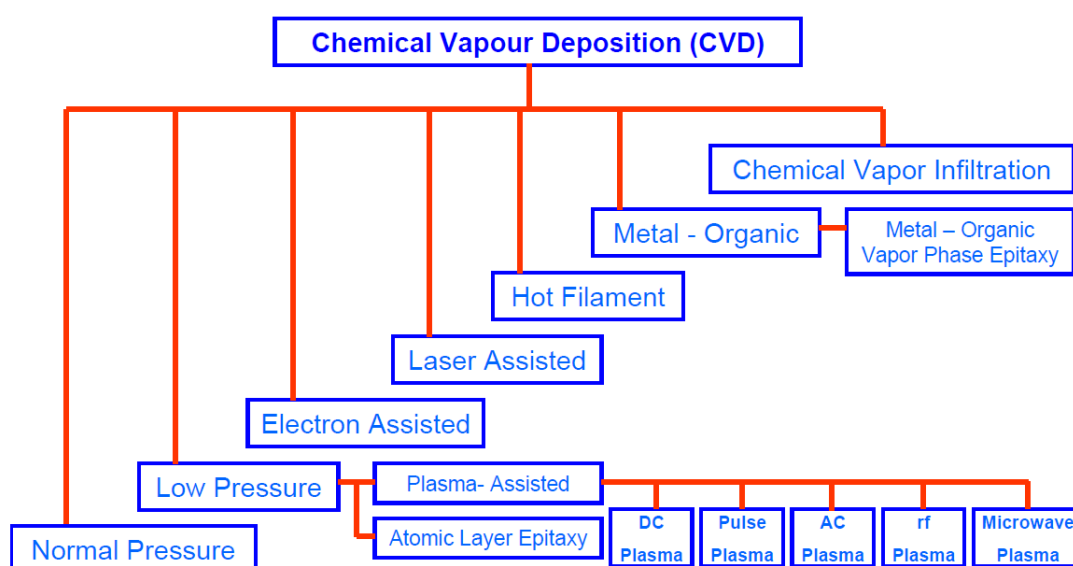 Chemical Vapour Deposition (CVD)
Chemical Vapor Infiltration
Metal - Organic
Metal – Organic
Vapor Phase Epitaxy
Hot Filament
Laser Assisted
Electron Assisted
Low Pressure
Plasma- Assisted
Atomic Layer Epitaxy
DC
Plasma
Pulse
Plasma
AC
Plasma
rf
Plasma
Microwave
Plasma
Normal Pressure